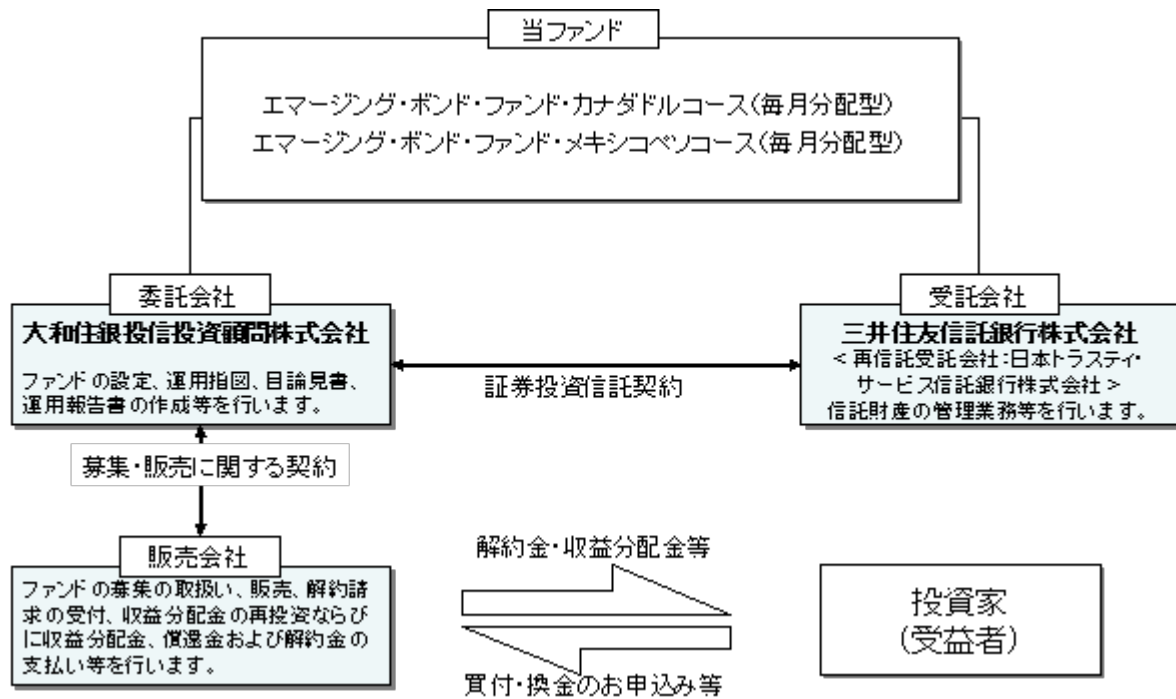 当ファンド
エマージング・ボンド・ファンド・カナダドルコース(毎月分配型)
エマージング・ボンド・ファンド・メキシコペソコース(毎月分配型)
委託会社
大和住銀投信投資顧問株式会社
ファンドの設定、運用指図、目論見書、
運用報告書の作成等を行います。
証券投資信託契約
受託会社
三井住友信託銀行株式会社
<再信託受託会社:日本トラスティ・
サービス信託銀行株式会社>
信託財産の管理業務等を行います。
募集・販売に関する契約
販売会社
ファンドの募集の取扱い、販売、解約請
求の受付、収益分配金の再投資ならび
に収益分配金、償還金および解約金の
支払い等を行います。
解約金・収益分配金等
買付・換金のお申込み等
投資家
(受益者)